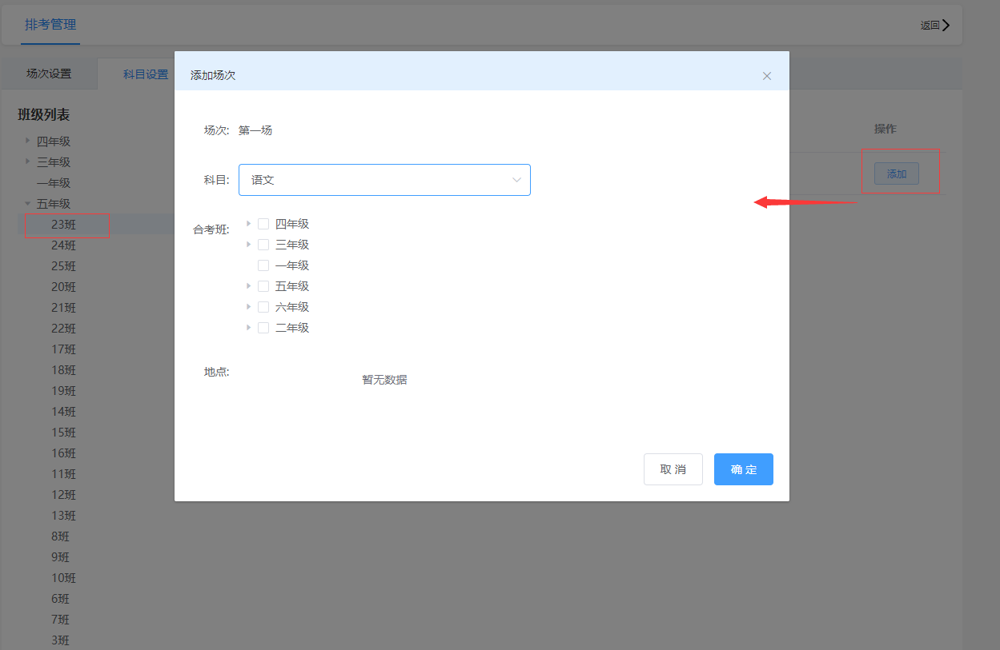 排考管理
返回
场次设置
科目设置
班级列表
四年级
三年级
一年级
五年级
23班
24班
25班
20班
21班
22班
17班
18班
19班
14班
15班
16班
11班
12班
13班
8班
9班
10班
6班
7班
3班
添加场次
场次: 第一场
科目: 语文
合考班:
四年级
三年级
一年级
五年级
六年级
二年级
地点:
暂无数据
取消 确定
操作
添加